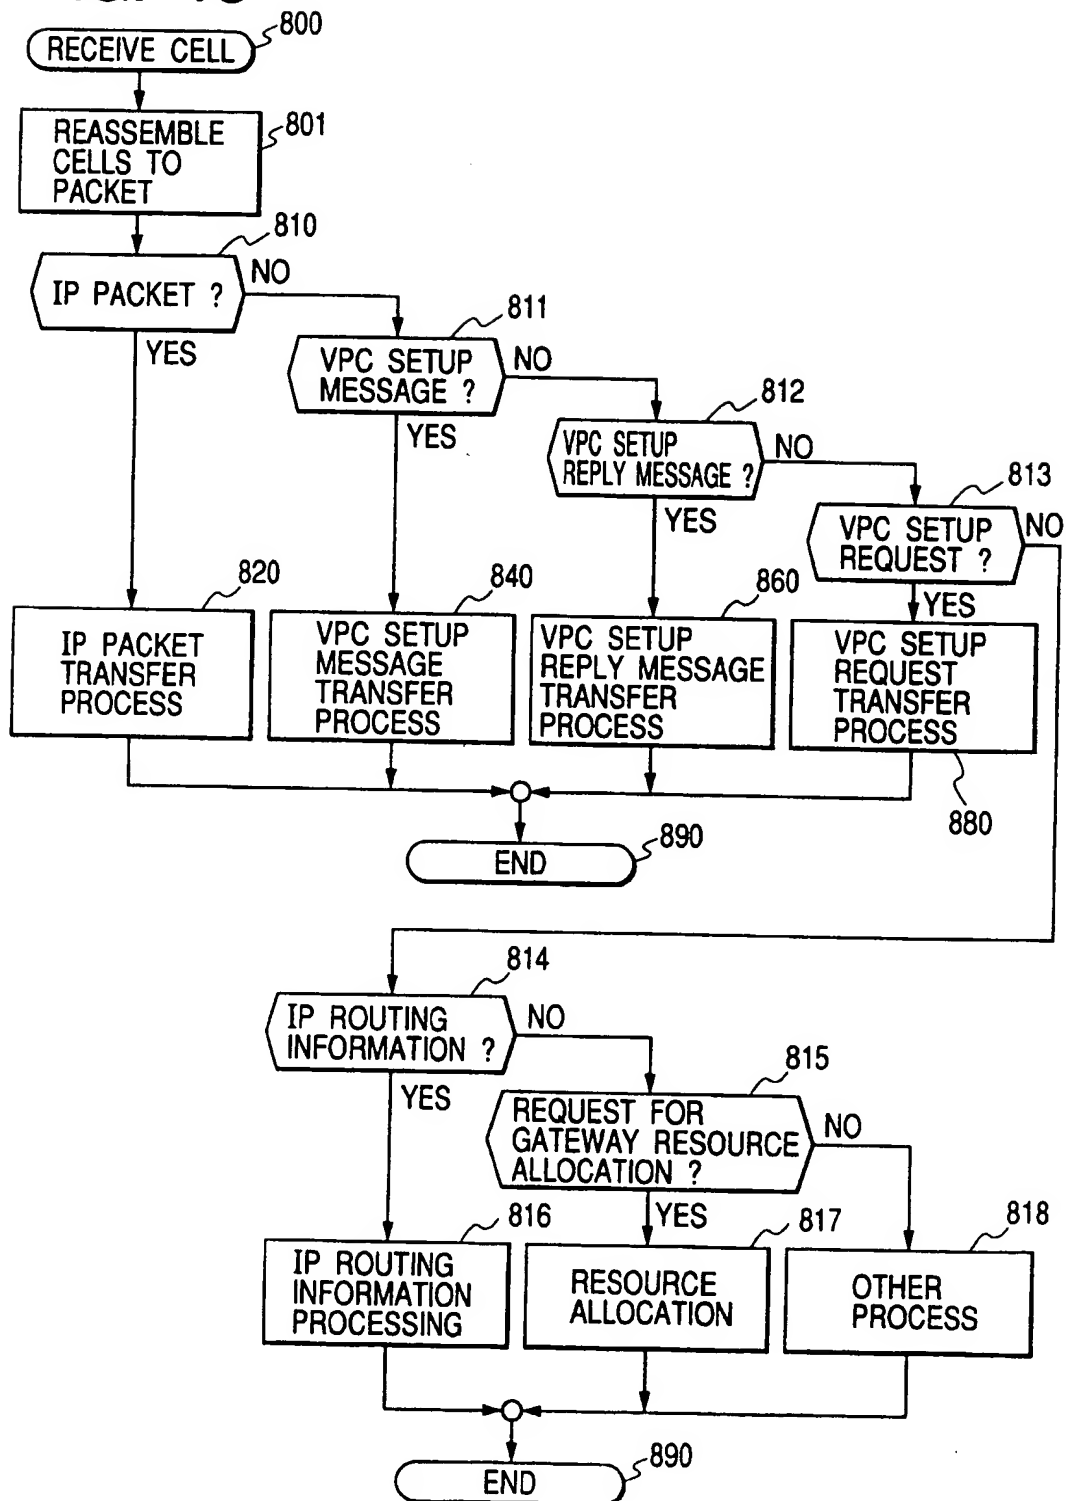 800
RECEIVE CELL
801
REASSEMBLE
CELLS TO
PACKET
810
IP PACKET ?
NO
YES
811
VPC SETUP
MESSAGE ?
NO
YES
812
VPC SETUP
REPLY MESSAGE ?
NO
YES
813
VPC SETUP
REQUEST ?
NO
YES
820
IP PACKET
TRANSFER
PROCESS
840
VPC SETUP
MESSAGE
TRANSFER
PROCESS
860
VPC SETUP
REPLY MESSAGE
TRANSFER
PROCESS
VPC SETUP
REQUEST
TRANSFER
PROCESS
880
END
890
814
IP ROUTING
INFORMATION ?
NO
YES
815
REQUEST FOR
GATEWAY RESOURCE
ALLOCATION ?
NO
YES
816
IP ROUTING
INFORMATION
PROCESSING
817
RESOURCE
ALLOCATION
818
OTHER
PROCESS
END
890